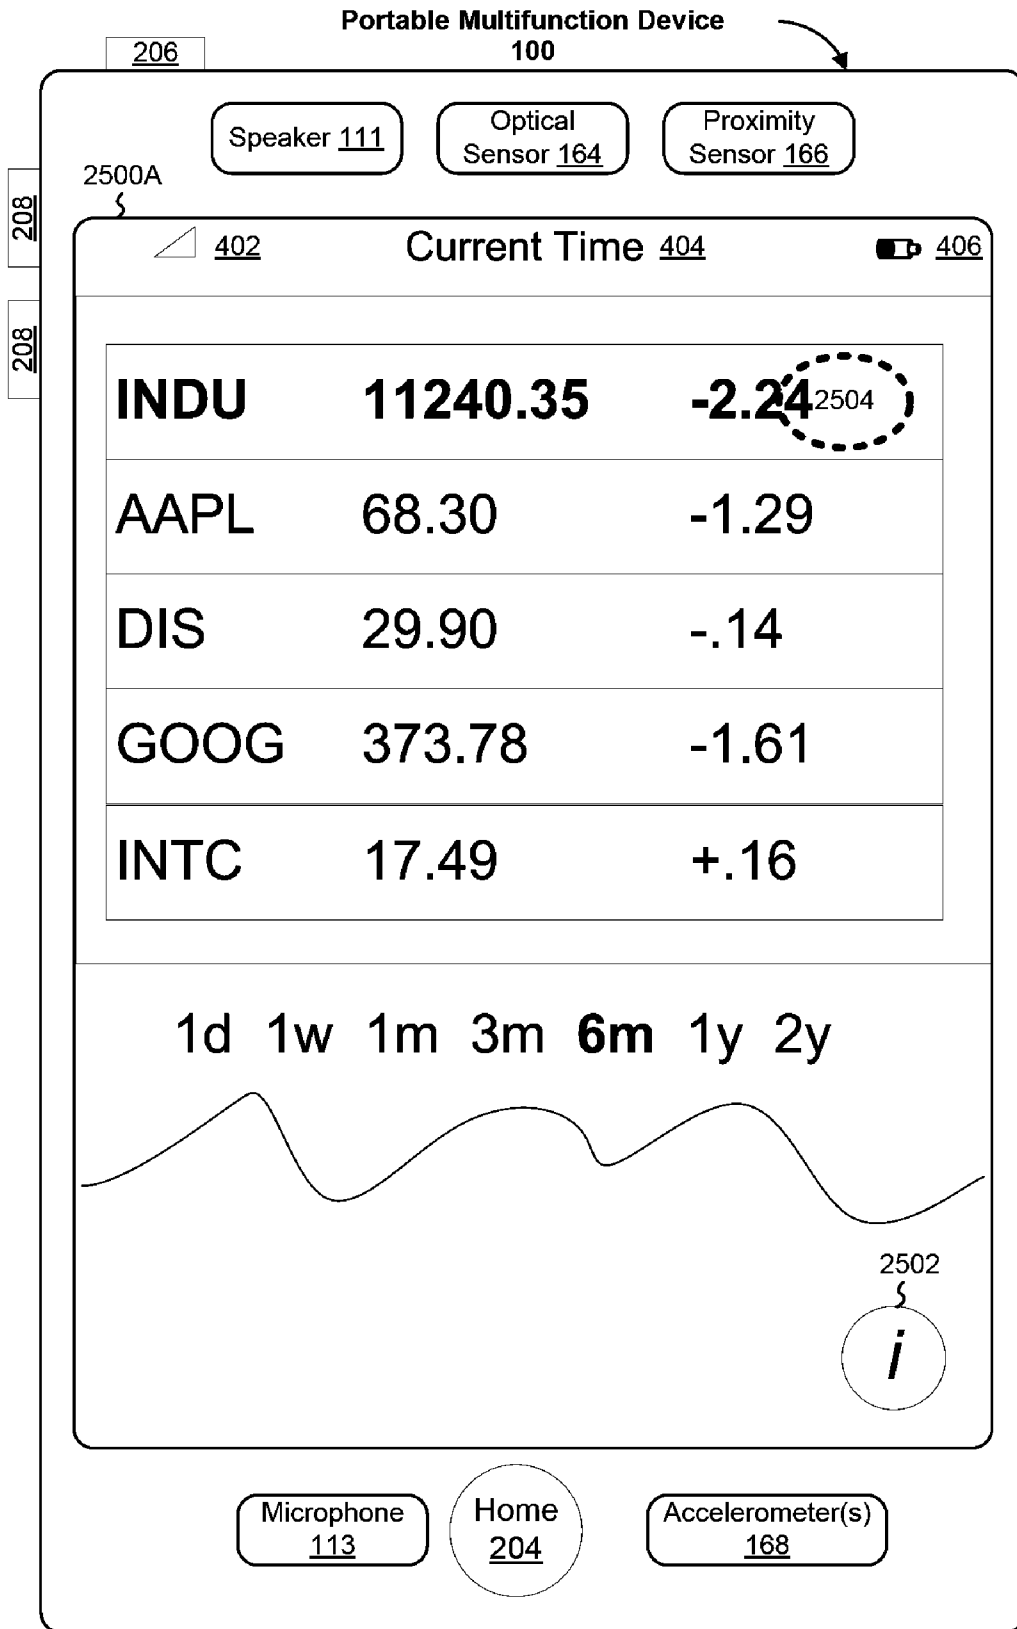 Portable Multifunction Device
100
206
Speaker 111
Optical
Sensor 164
Proximity
Sensor 166
2500A
208
208
402
Current Time 404
406
INDU 11240.35 -2.24
2504
AAPL 68.30 -1.29
DIS 29.90 -.14
GOOG 373.78 -1.61
INTC 17.49 +.16
1d 1w 1m 3m 6m 1y 2y
2502
i
Microphone
113
Home
204
Accelerometer(s)
168